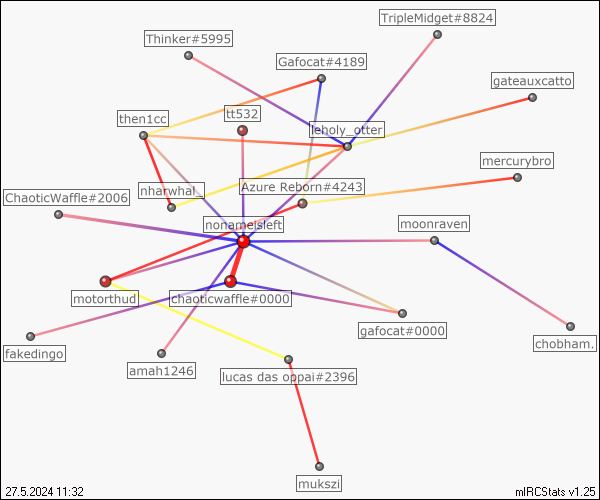 TripleMidget#8824
Thinker#5995
Gafocat#4189
gateauxcatto
tt532
then1cc
leholy_otter
mercurybro
nharwhal_
Azure Reborn#4243
ChaoticWaffle#2006
nonameisleft
moonraven
motorthud
chaoticwaffle#0000
gafocat#0000
chobham.
fakedingo
amah1246
lucas das oppai#2396
mukszi
27.5.2024 11:32
mIRCStats v1.25